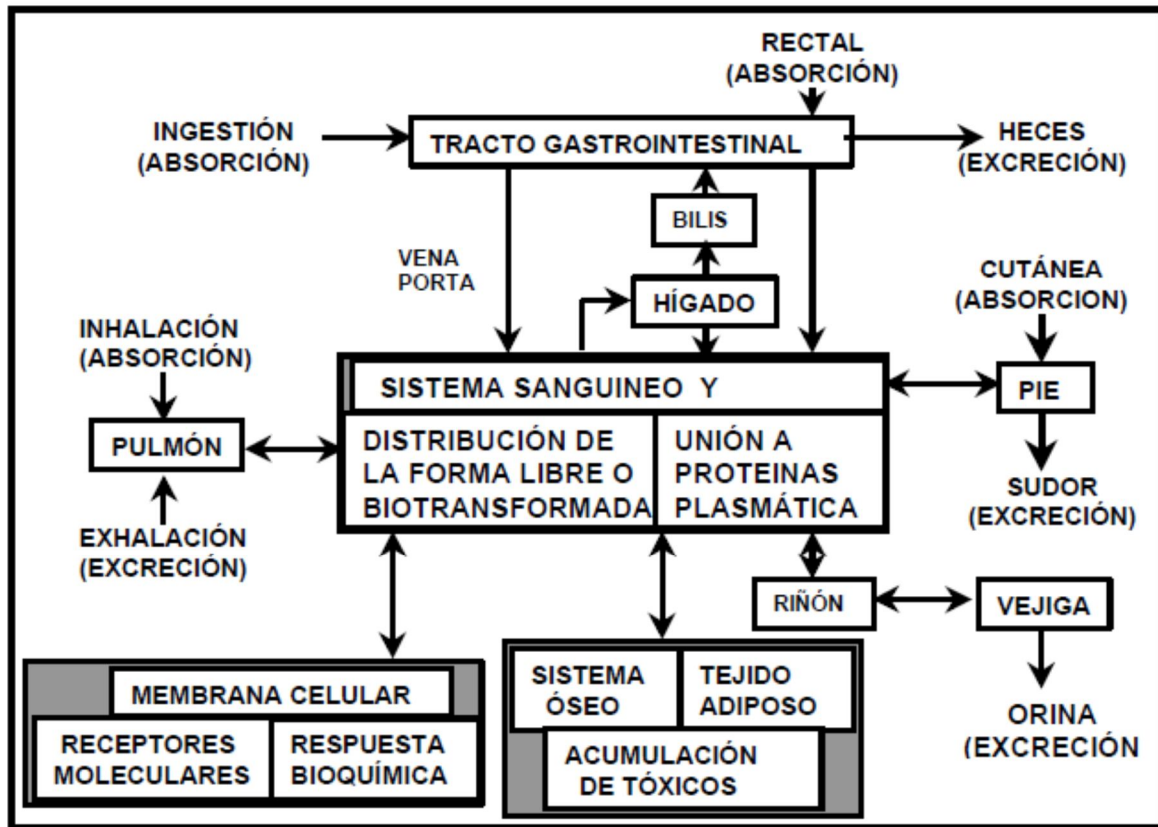 RECTAL
(ABSORCIÓN)
INGESTIÓN
(ABSORCIÓN)
TRACTO GASTROINTESTINAL
HECES
(EXCRECIÓN)
BILIS
VENA
PORTA
HÍGADO
CUTÁNEA
(ABSORCION)
INHALACIÓN
(ABSORCIÓN)
SISTEMA SANGUINEO Y
PIE
PULMÓN
DISTRIBUCIÓN DE
LA FORMA LIBRE O
BIOTRANSFORMADA
UNIÓN A
PROTEINAS
PLASMÁTICA
SUDOR
(EXCRECIÓN)
EXHALACIÓN
(EXCRECIÓN)
RIÑÓN
VEJIGA
MEMBRANA CELULAR
RECEPTORES
MOLECULARES
RESPUESTA
BIOQUÍMICA
SISTEMA
ÓSEO
TEJIDO
ADIPOSO
ACUMULACIÓN
DE TÓXICOS
ORINA
(EXCRECIÓN